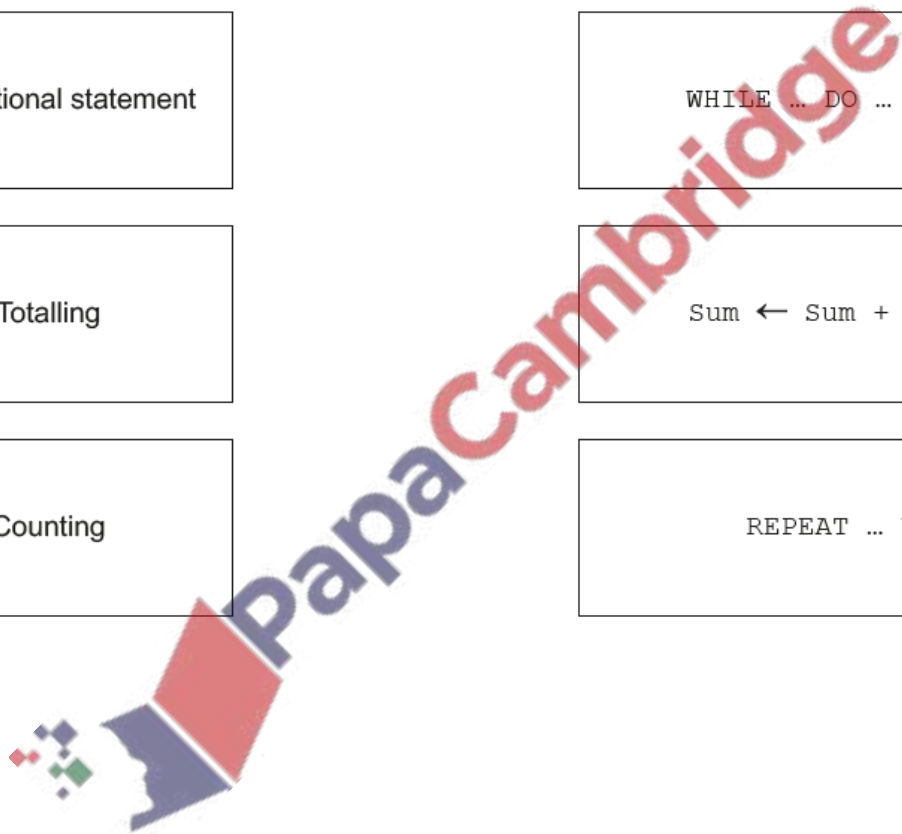 tional statement
WHILE … DO …
Totalling
Sum ← Sum +
Counting
REPEAT …
PapaCambridge